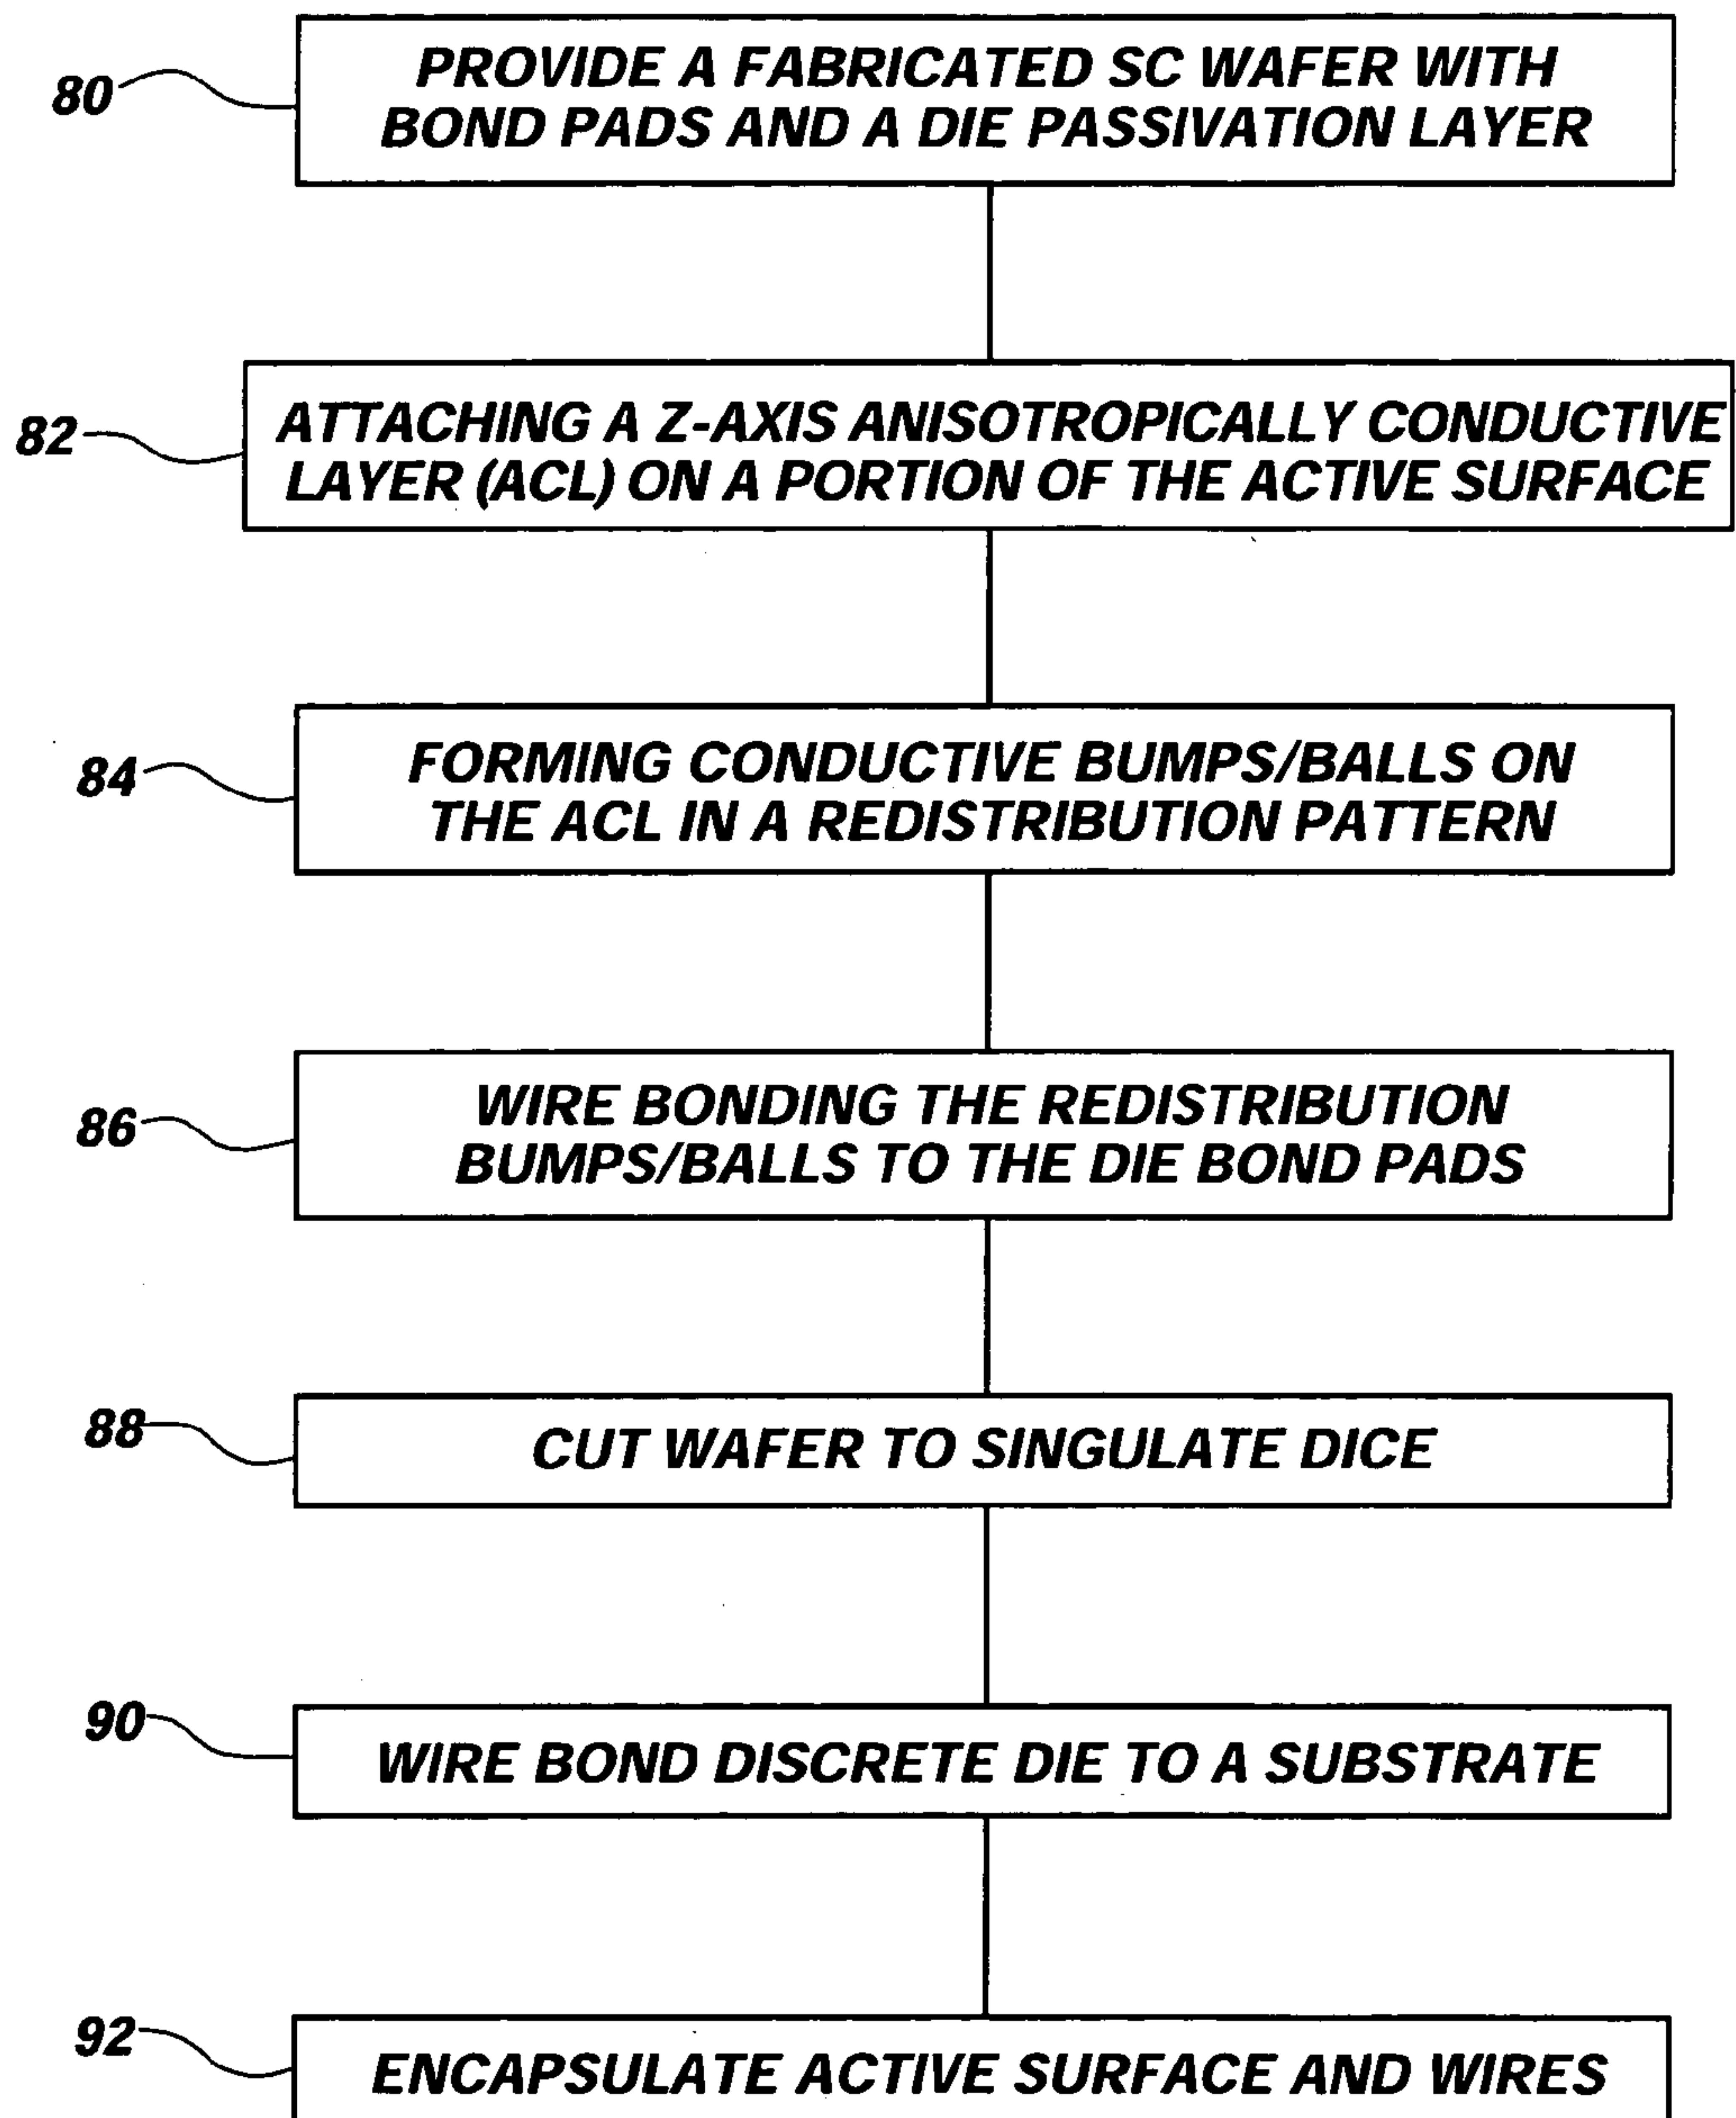 80
PROVIDE A FABRICATED SC WAFER WITH
BOND PADS AND A DIE PASSIVATION LAYER
82
ATTACHING A Z-AXIS ANISOTROPICALLY CONDUCTIVE
LAYER (ACL) ON A PORTION OF THE ACTIVE SURFACE
84
FORMING CONDUCTIVE BUMPS/BALLS ON
THE ACL IN A REDISTRIBUTION PATTERN
86
WIRE BONDING THE REDISTRIBUTION
BUMPS/BALLS TO THE DIE BOND PADS
88
CUT WAFER TO SINGULATE DICE
90
WIRE BOND DISCRETE DIE TO A SUBSTRATE
92
ENCAPSULATE ACTIVE SURFACE AND WIRES